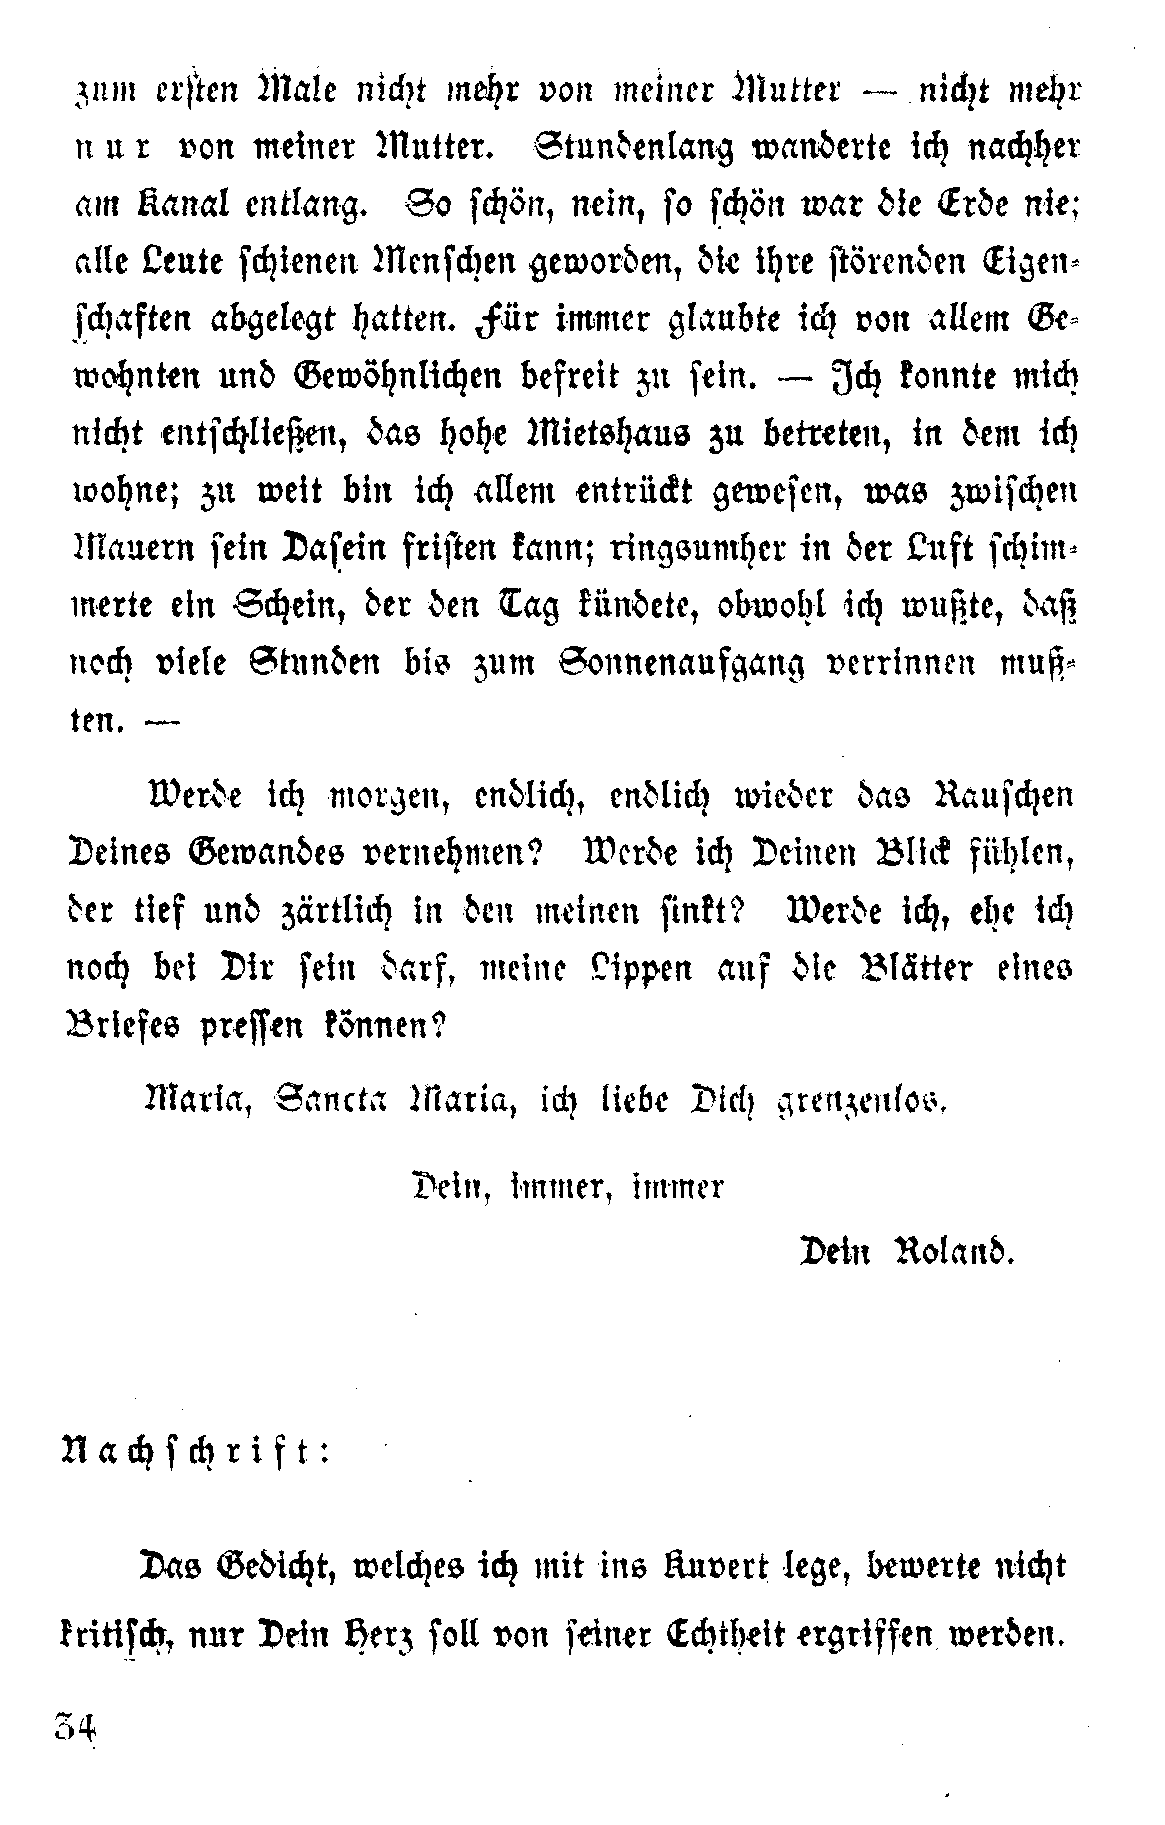 zum ersten Male nicht mehr von meiner Mutter — nicht mehr
nur von meiner Mutter. Stundenlang wanderte ich nachher
am Kanal entlang. So schön, nein, so schön war die Erde nie;
alle Leute schienen Menschen geworden, die ihre störenden Eigen-
schaften abgelegt hatten. Für immer glaubte ich von allem Ge-
wohnten und Gewöhnlichen befreit zu sein. — Ich konnte mich
nicht entschließen, das hohe Mietshaus zu betreten, in dem ich
wohne; zu weit bin ich allem entrückt gewesen, was zwischen
Mauern sein Dasein fristen kann; ringsumher in der Luft schim-
merte ein Schein, der den Tag kündete, obwohl ich wußte, daß
noch viele Stunden bis zum Sonnenaufgang verrinnen muß-
ten. —
Werde ich morgen, endlich, endlich wieder das Rauschen
Deines Gewandes vernehmen? Werde ich Deinen Blick fühlen,
der tief und zärtlich in den meinen sinkt? Werde ich, ehe ich
noch bei Dir sein darf, meine Lippen auf die Blätter eines
Briefes pressen können?
Maria, Sancta Maria, ich liebe Dich grenzenlos.
Dein, immer, immer
Dein Roland.
Nachschrift:
Das Gedicht, welches ich mit ins Kuvert lege, bewerte nicht
kritisch, nur Dein Herz soll von seiner Echtheit ergriffen werden.
34